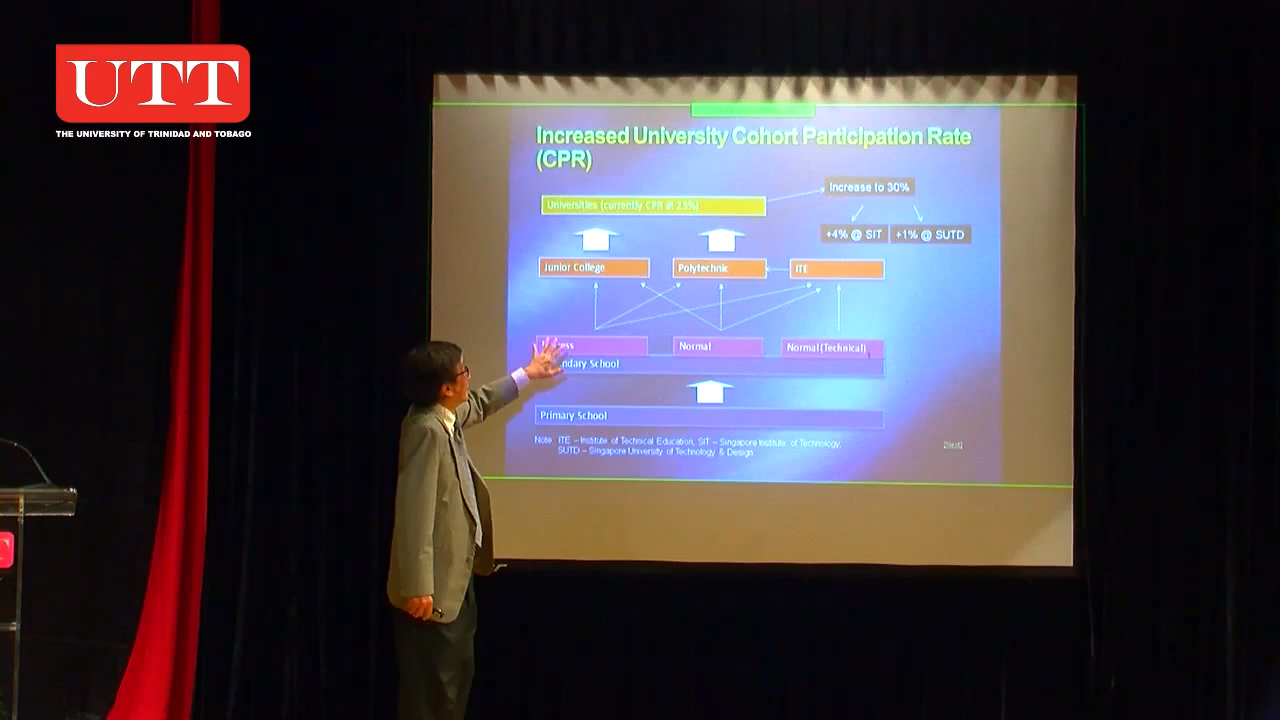 UTT
THE UNIVERSITY OF TRINIDAD AND TOBAGO
Increased University Cohort Participation Rate
(CPR)
Increase to 30%
Universities (currently CPR at 25%)
+4% @ SIT
+1% @ SUTD
Junior College
Polytechnic
ITE
Normal
Normal(Technical)
School
Primary School
Note: ITE – Institute of Technical Education, SIT – Singapore Institute of Technology,
SUTD – Singapore University of Technology & Design
[Next]